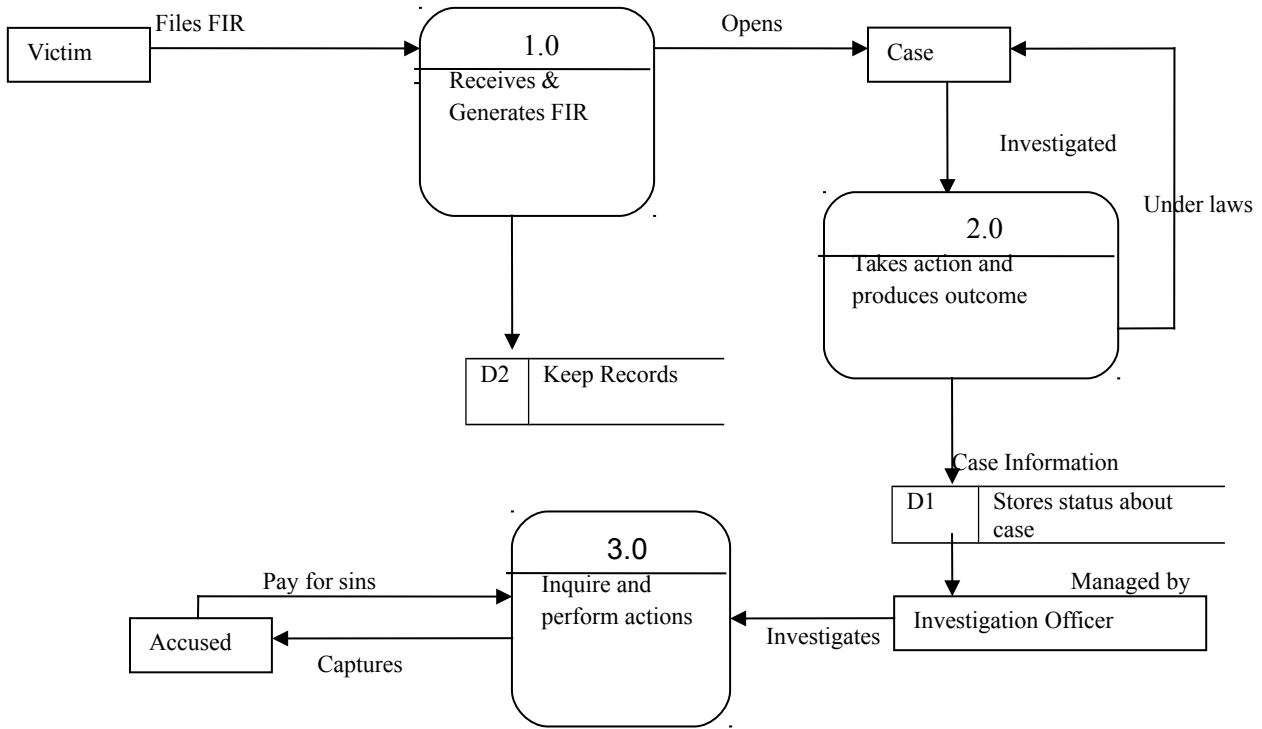 Files FIR
Opens
Victim
1.0
Case
Receives &
Generates FIR
Investigated
Under laws
2.0
Takes action and
produces outcome
D2 Keep Records
Case Information
D1 Stores status about
case
3.0
Pay for sins
Inquire and
perform actions
Managed by
Investigation Officer
Investigates
Accused
Captures